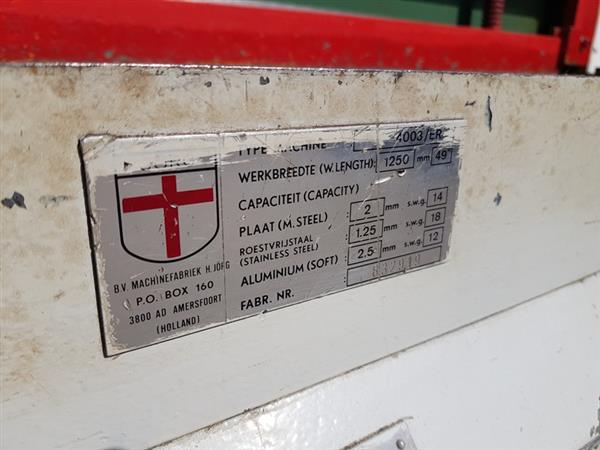 TYPE MACHINE 4003/ER
WERKBREEDTE (W.LENGTH): 1250 mm 49
CAPACITEIT (CAPACITY)
PLAAT (M.STEEL) 2 mm s.w.g. 14
ROESTVRIJSTAAL
(STAINLESS STEEL) 1.25 mm s.w.g. 18
ALUMINIUM (SOFT) 2.5 mm s.w.g. 12
FABR. NR.
B.V. MACHINEFABRIEK H.JÖRG
P.O. BOX 160
3800 AD AMERSFOORT
(HOLLAND)